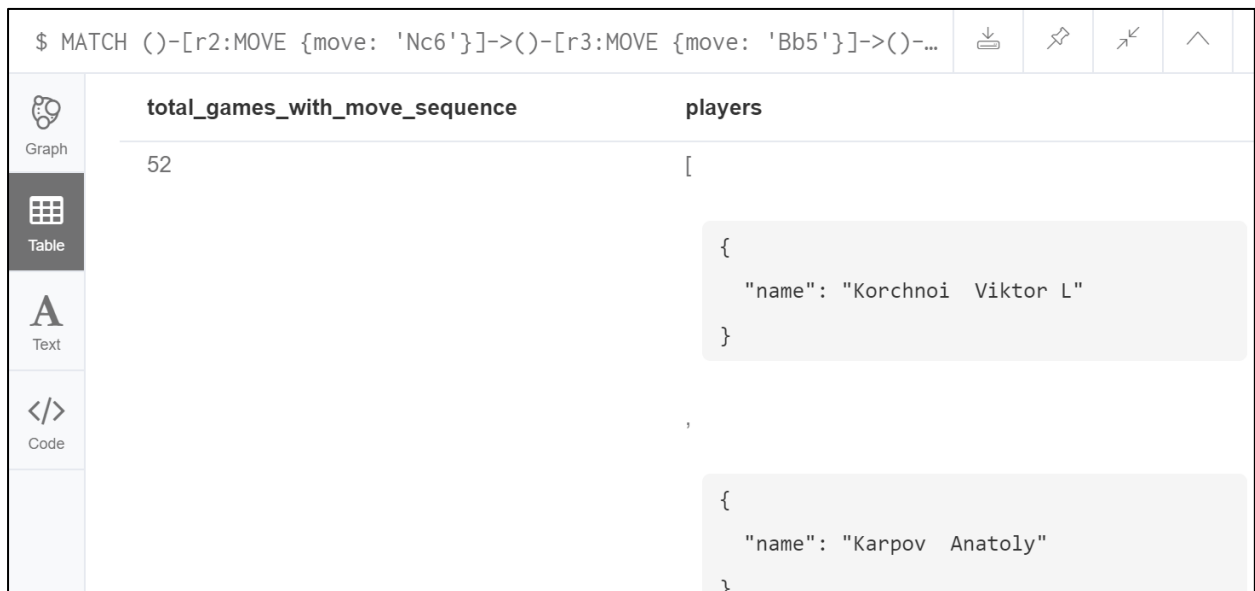 $ MATCH ()-[r2:MOVE {move: 'Nc6'}]->()-[r3:MOVE {move: 'Bb5'}]->()-…
Graph
Table
A
Text
</>
Code
total_games_with_move_sequence players
52 [
{
"name": "Korchnoi  Viktor L"
}
,
{
"name": "Karpov  Anatoly"
}